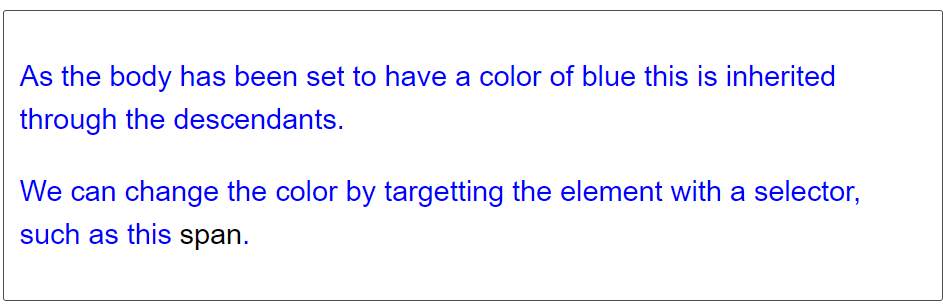 As the body has been set to have a color of blue this is inherited
through the descendants.
We can change the color by targetting the element with a selector,
such as this span.